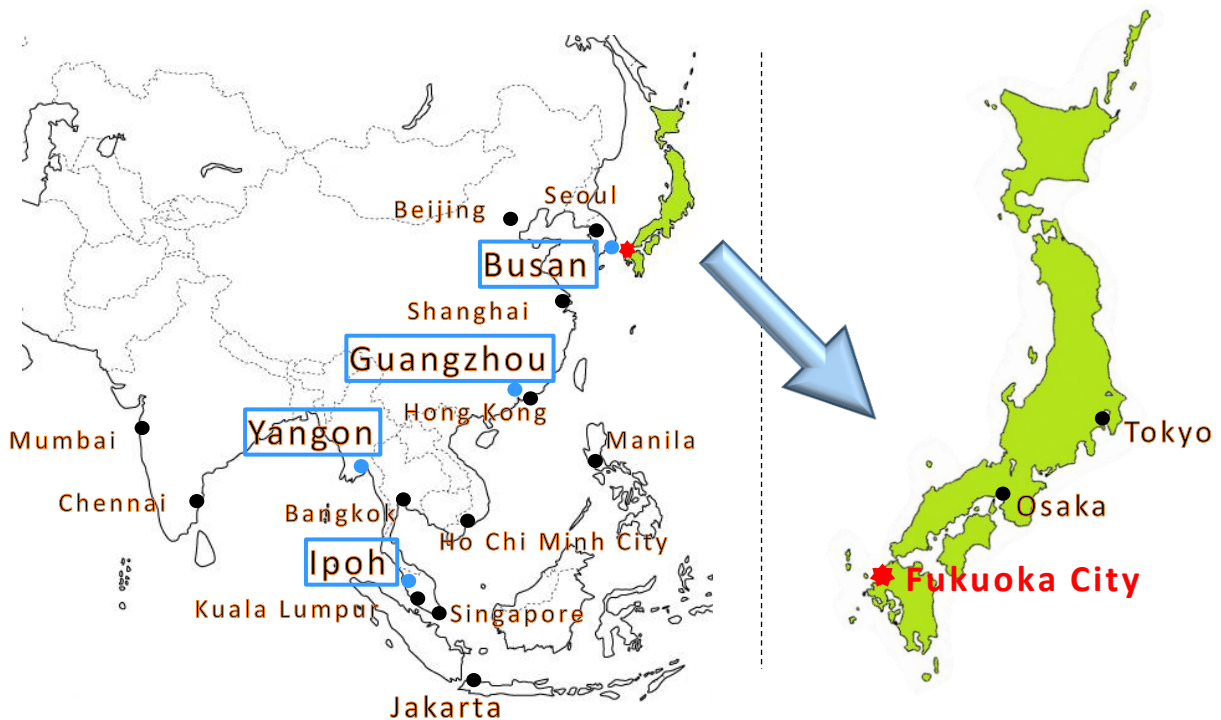 Seoul
Beijing
Busan
Shanghai
Guangzhou
Hong Kong
Yangon
Mumbai
Manila
Chennai
Bangkok
Ho Chi Minh City
Ipoh
Kuala Lumpur
Singapore
Jakarta
Tokyo
Osaka
Fukuoka City